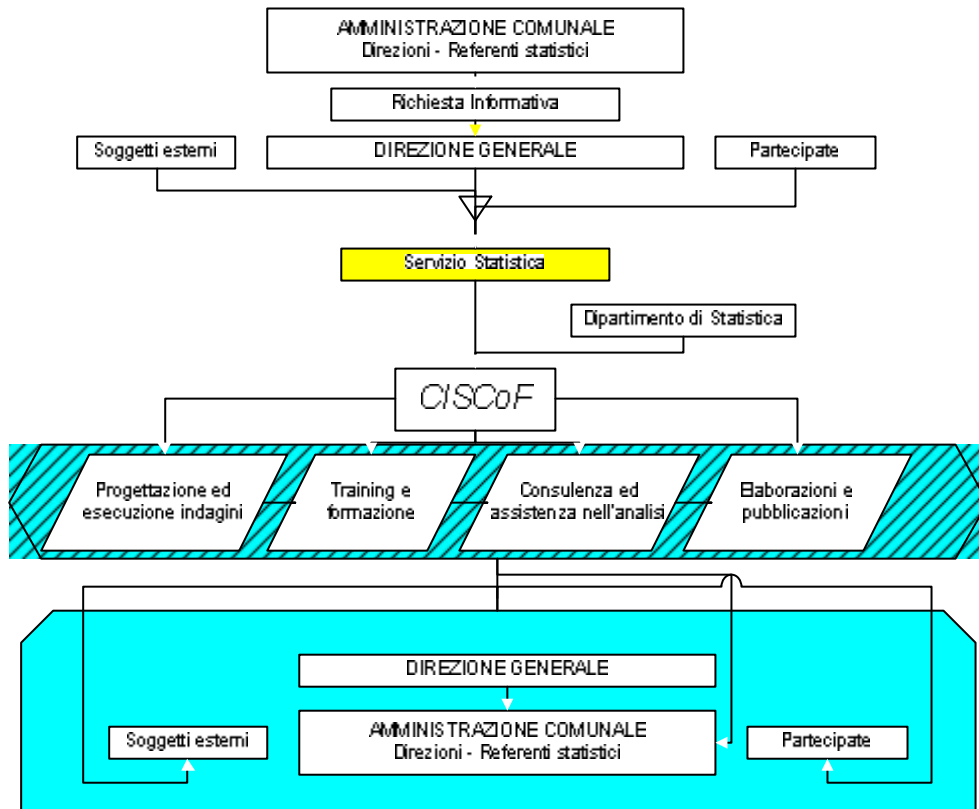 AMMINISTRAZIONE COMUNALE
Direzioni - Referenti statistici
Richiesta Informativa
Soggetti esterni
DIREZIONE GENERALE
Partecipate
Servizio Statistica
Dipartimento di Statistica
CISCoF
Progettazione ed
esecuzione indagini
Training e
formazione
Consulenza ed
assistenza nell'analisi
Elaborazioni e
pubblicazioni
DIREZIONE GENERALE
Soggetti esterni
AMMINISTRAZIONE COMUNALE
Direzioni - Referenti statistici
Partecipate